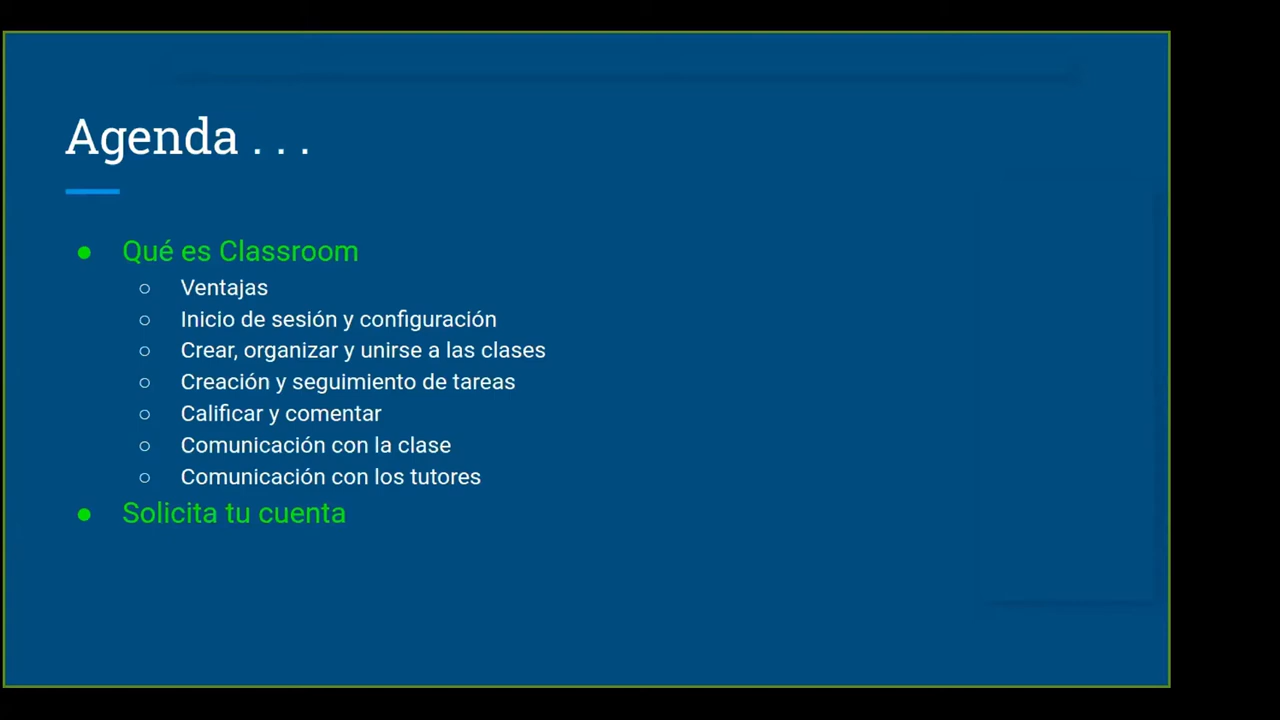 Agenda . . .
● Qué es Classroom
○ Ventajas
○ Inicio de sesión y configuración
○ Crear, organizar y unirse a las clases
○ Creación y seguimiento de tareas
○ Calificar y comentar
○ Comunicación con la clase
○ Comunicación con los tutores
● Solicita tu cuenta